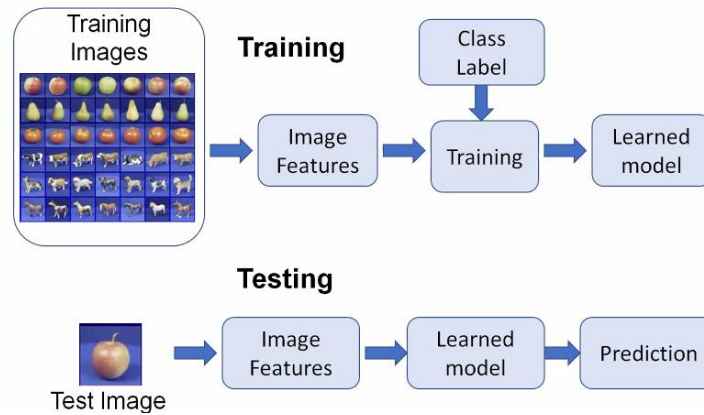 Training
Images
Training
Class
Label
Image
Features
Training
Learned
model
Testing
Image
Features
Learned
model
Prediction
Test Image